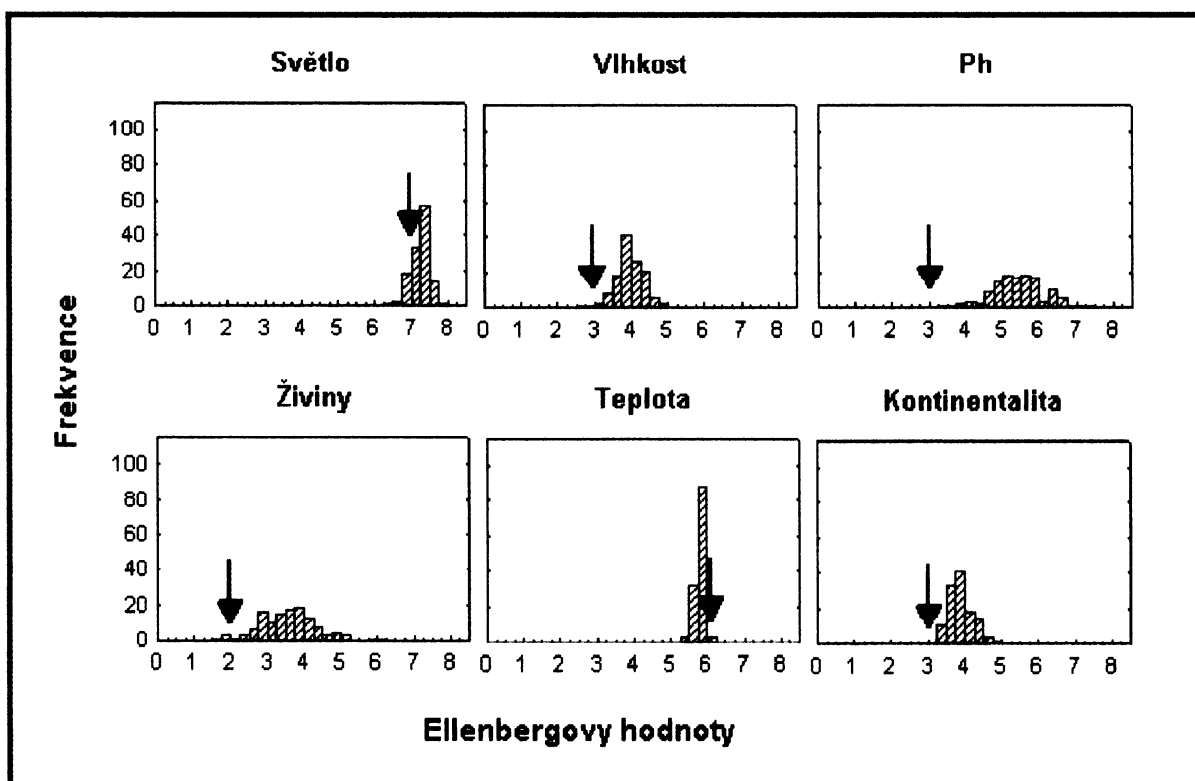 Světlo Vlhkost Ph
100
80
60
40
20
0
0 1 2 3 4 5 6 7 8 0 1 2 3 4 5 6 7 8 0 1 2 3 4 5 6 7 8
Frekvence
Živiny Teplota Kontinentalita
100
80
60
40
20
0
0 1 2 3 4 5 6 7 8 0 1 2 3 4 5 6 7 8 0 1 2 3 4 5 6 7 8
Ellenbergovy hodnoty